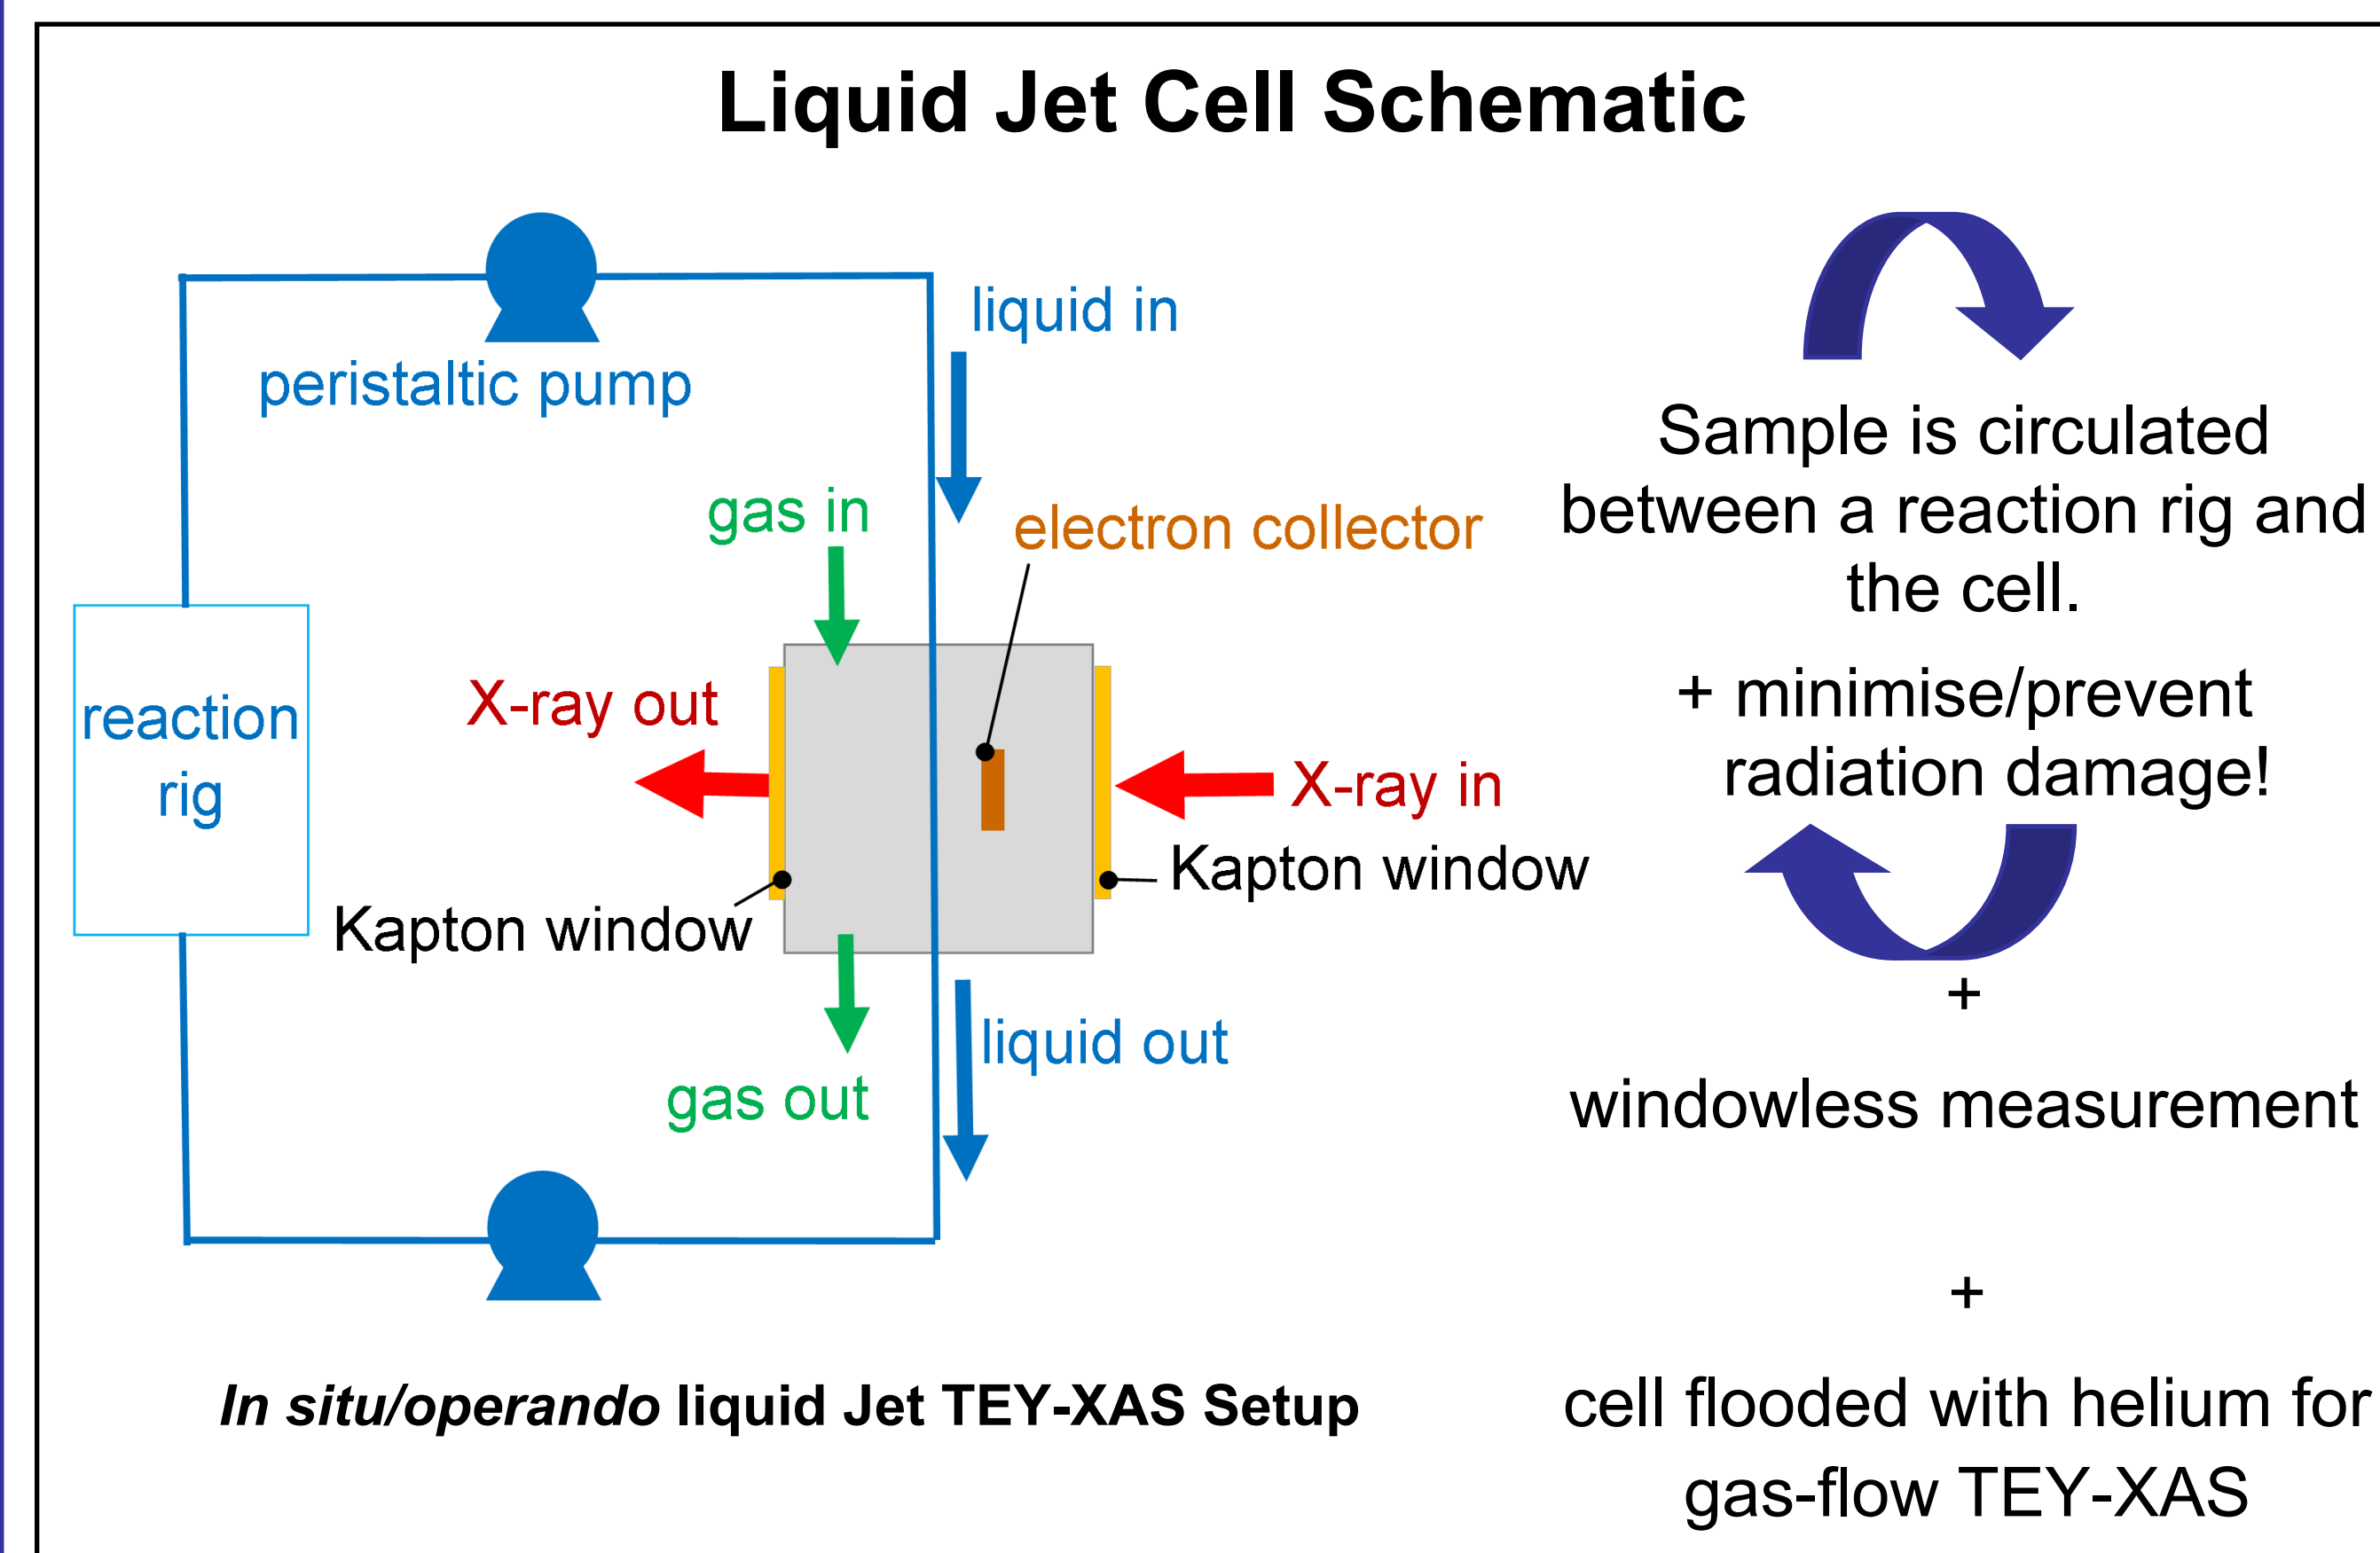 Liquid Jet Cell Schematic
liquid in
peristaltic pump
gas in
electron collector
X-ray out
reaction
rig
X-ray in
Kapton window
Kapton window
liquid out
gas out
In situ/operando liquid Jet TEY-XAS Setup
Sample is circulated
between a reaction rig and
the cell.
+ minimise/prevent
radiation damage!
+
windowless measurement
+
cell flooded with helium for
gas-flow TEY-XAS